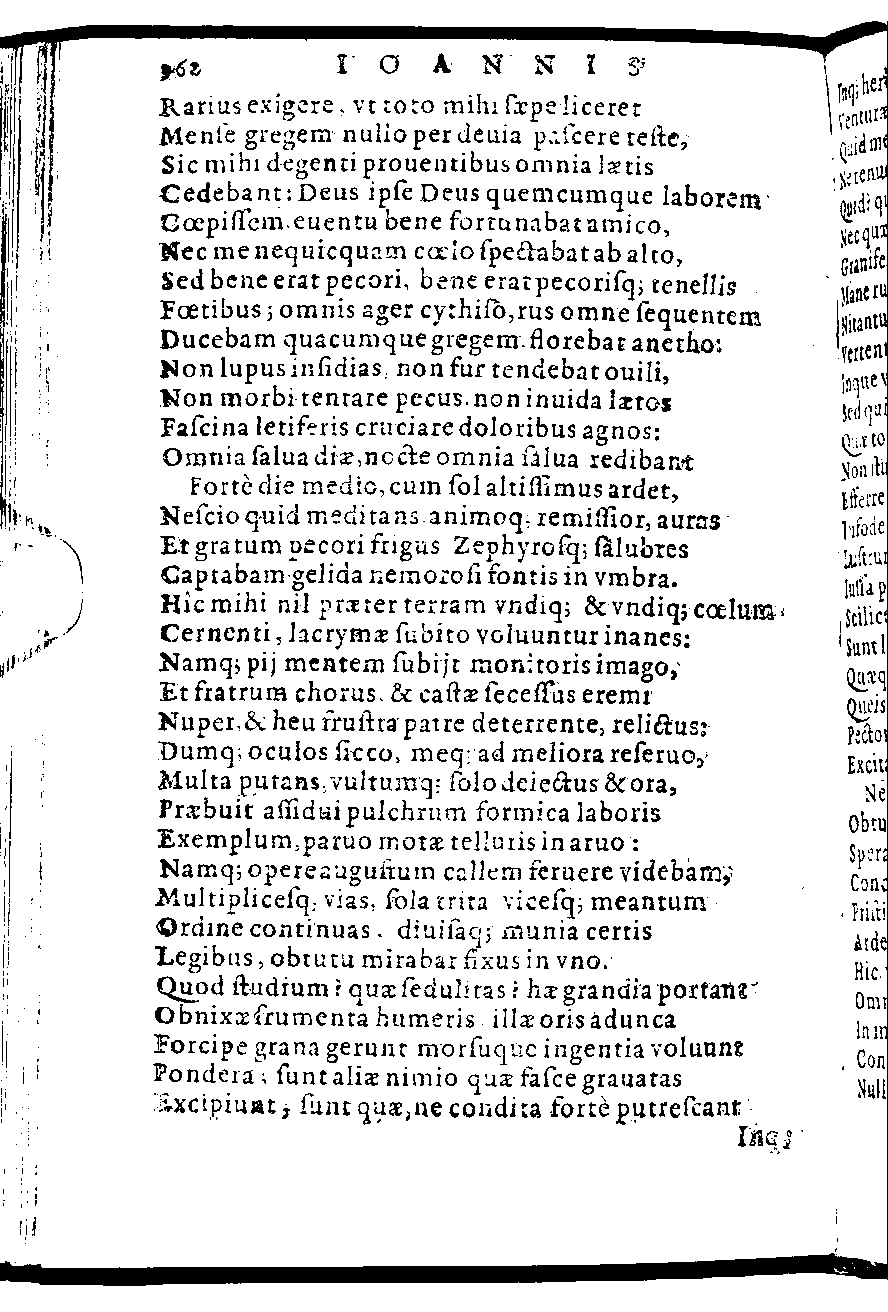 962 IOANNIS
Rarius exigere, vt toto mihi sæpe liceret
Mense gregem nullo per deuia pascere teste,
Sic mihi degenti prouentibus omnia lætis
Cedebant: Deus ipse Deus quemcumque laborem
Cœpissem euentu bene fortunabat amico,
Nec me nequicquam cœlo spectabat ab alto,
Sed bene erat pecori, bene erat pecorisq; tenellis
Fœtibus; omnis ager cythiso, rus omne sequentem
Ducebam quacumque gregem florebat anetho:
Non lupus insidias, non fur tendebat ouili,
Non morbi tentare pecus, non inuida lætos
Fascina letiferis cruciare doloribus agnos:
Omnia salua diæ, nocte omnia salua redibant
Fortè die medio, cum sol altissimus ardet,
Nescio quid meditans animoq; remissior, auras
Et gratum pecori frigus Zephyrosq; salubres
Captabam gelida nemorosi fontis in vmbra.
Hic mihi nil præter terram vndiq; & vndiq; cœlum
Cernenti, lacrymæ subito voluuntur inanes:
Namq; pij mentem subijt monitoris imago,
Et fratrum chorus, & castæ secessus eremi
Nuper, & heu frustra patre deterrente, relictus:
Dumq; oculos sicco, meq; ad meliora reseruo,
Multa putans, vultumq; solo deiectus & ora,
Præbuit assidui pulchrum formica laboris
Exemplum, paruo motæ telluris in aruo:
Namq; opere augustum callem feruere videbam,
Multiplicesq; vias, sola trita vicesq; meantum
Ordine continuas, diuisaq; munia certis
Legibus, obtutu mirabar fixus in vno.
Quod studium? quæ sedulitas? hæ grandia portant
Obnixæ frumenta humeris illæ oris adunca
Forcipe grana gerunt morsuque ingentia voluunt
Pondera; sunt aliæ nimio quæ fasce grauatas
Excipiunt; sunt quæ, ne condita fortè putrescant
Inq;